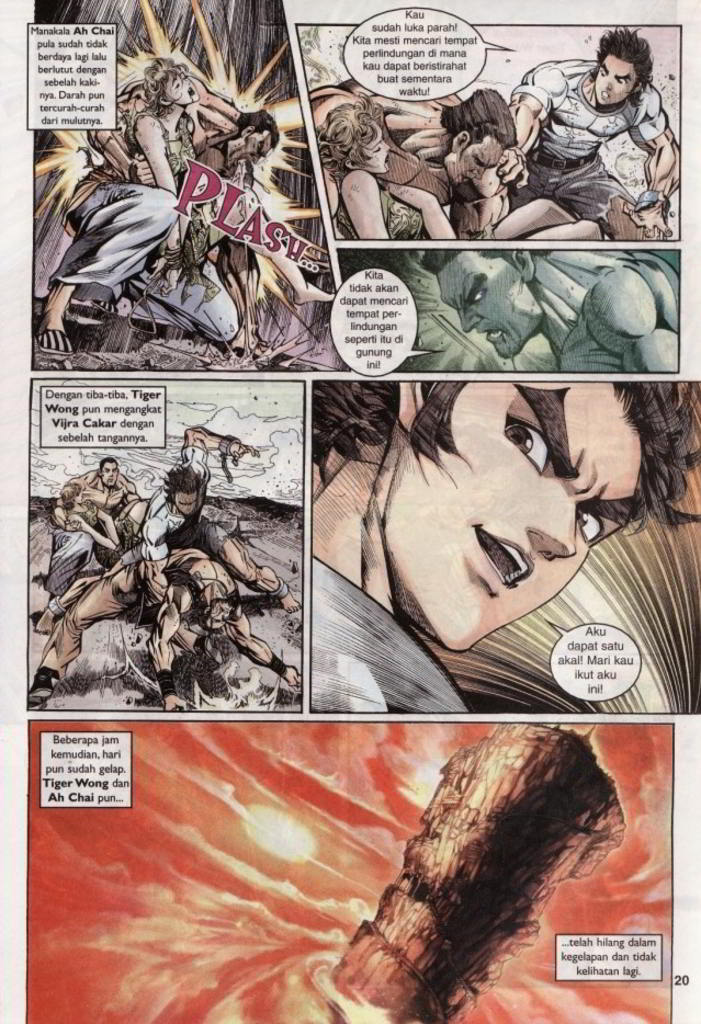 Manakala Ah Chai
pula sudah tidak
berdaya lagi lalu
berlutut dengan
sebelah kaki-
nya. Darah pun
tercurah-curah
dari mulutnya.
PLASH...
Kau
sudah luka parah!
Kita mesti mencari tempat
perlindungan di mana
kau dapat beristirahat
buat sementara
waktu!
Kita
tidak akan
dapat mencari
tempat per-
lindungan
seperti itu di
gunung
ini!
Dengan tiba-tiba, Tiger
Wong pun mengangkat
Vijra Cakar dengan
sebelah tangannya.
Aku
dapat satu
akal! Mari kau
ikut aku
ini!
Beberapa jam
kemudian, hari
pun sudah gelap.
Tiger Wong dan
Ah Chai pun...
...telah hilang dalam
kegelapan dan tidak
kelihatan lagi.
20